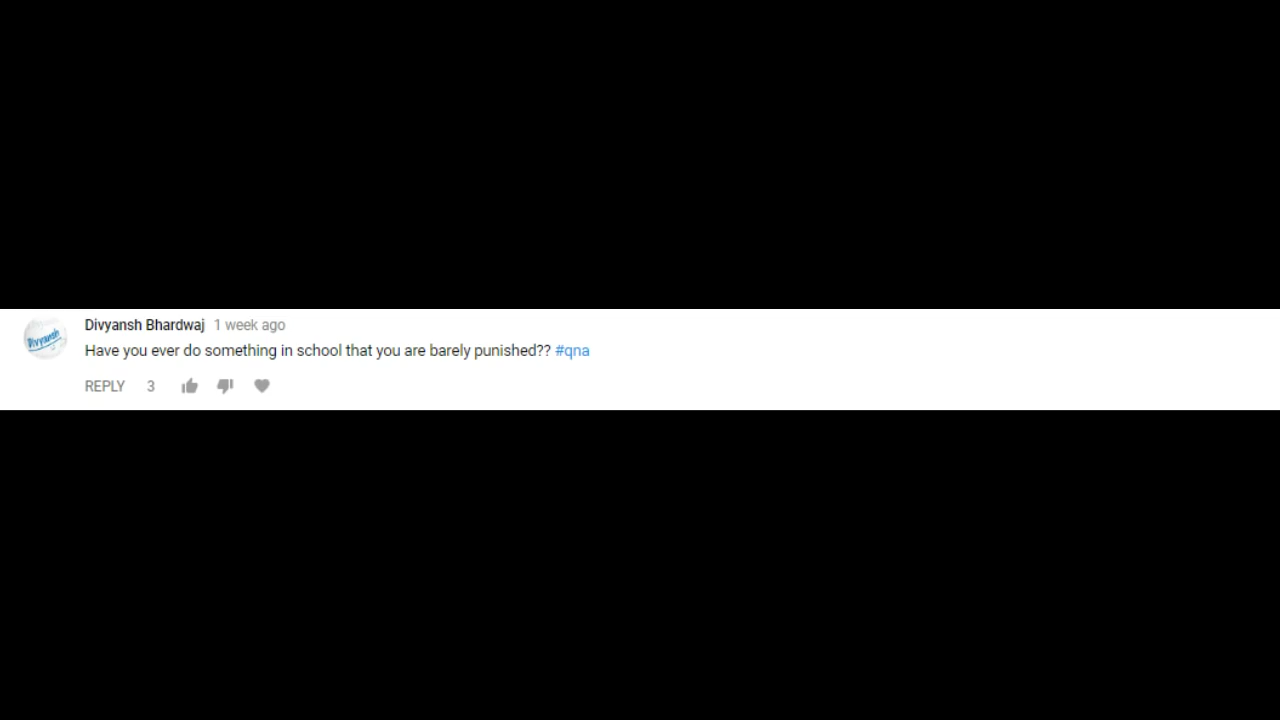 Divyansh
Divyansh Bhardwaj 1 week ago
Have you ever do something in school that you are barely punished?? #qna
REPLY 3